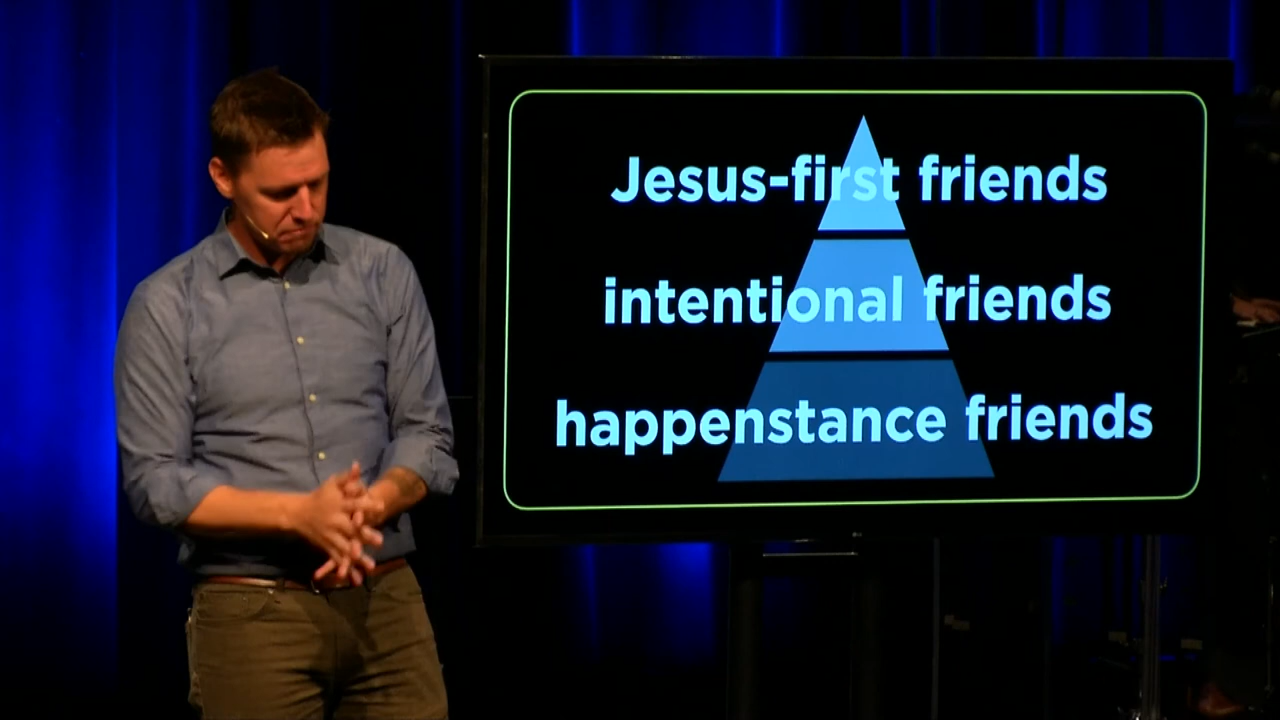 Jesus-first friends
intentional friends
happenstance friends